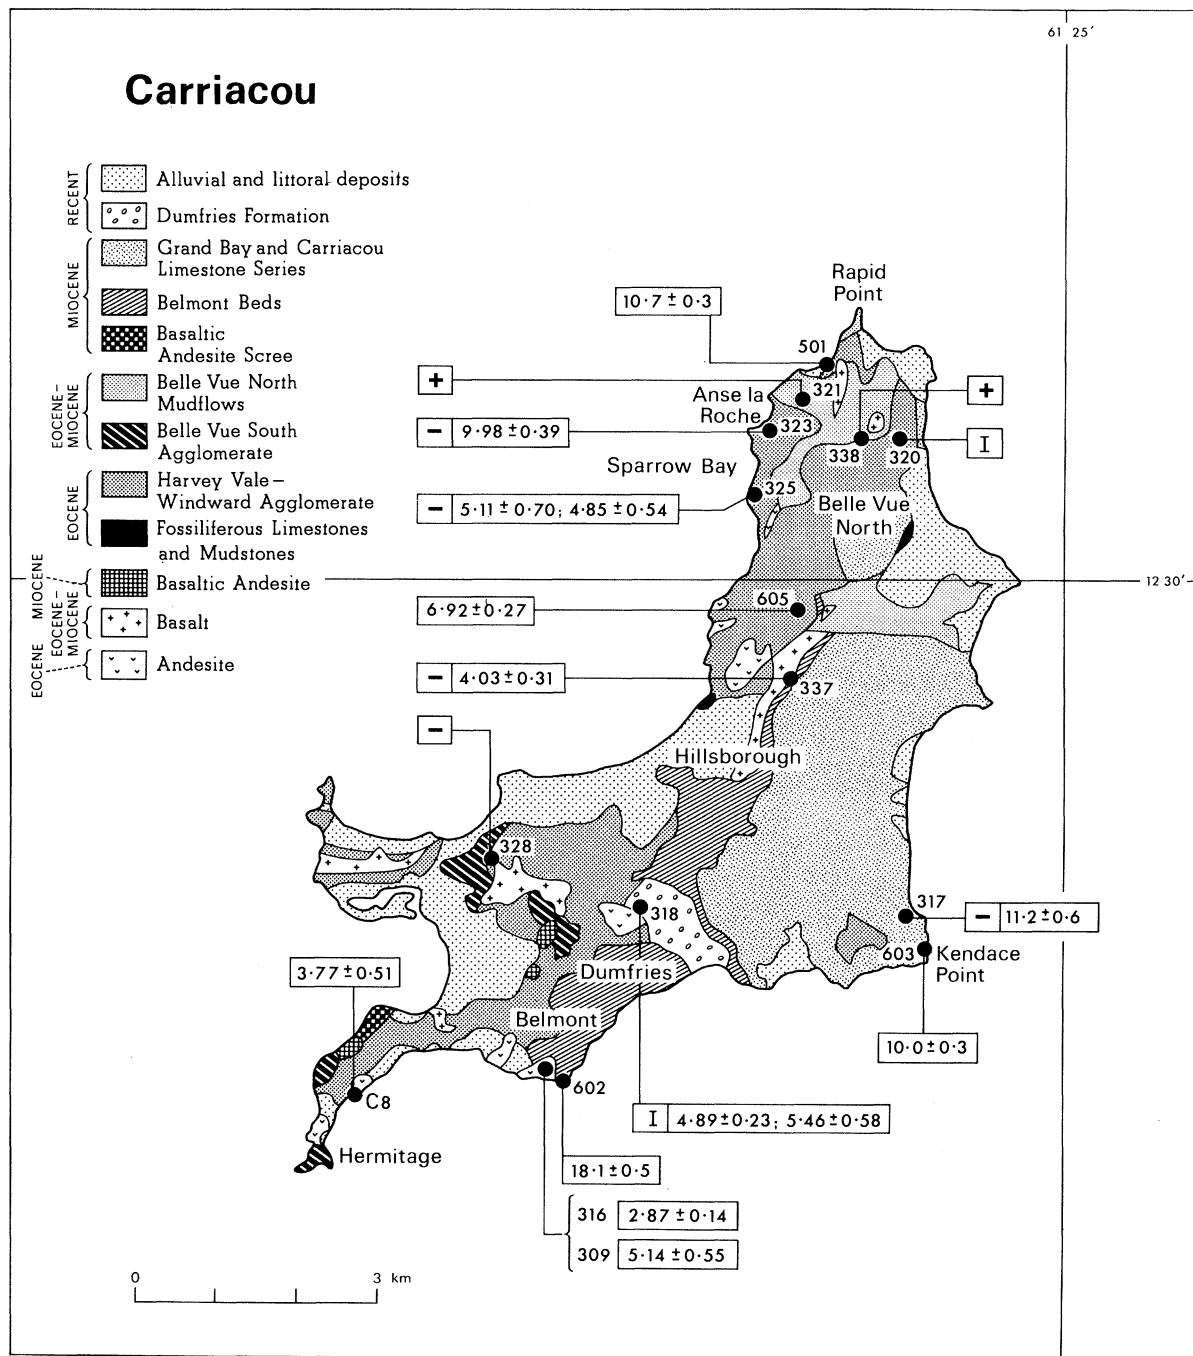 61 25′
Carriacou
RECENT
Alluvial and littoral deposits
Dumfries Formation
MIOCENE
Grand Bay and Carriacou
Limestone Series
Belmont Beds
Basaltic
Andesite Scree
EOCENE–
MIOCENE
Belle Vue North
Mudflows
Belle Vue South
Agglomerate
EOCENE
Harvey Vale –
Windward Agglomerate
Fossiliferous Limestones
and Mudstones
MIOCENE
Basaltic Andesite
EOCENE–
MIOCENE
Basalt
EOCENE
Andesite
Rapid
Point
10·7 ± 0·3
501
+
321
Anse la
Roche
+
– 9·98 ± 0·39
323
338
320
I
Sparrow Bay
325
– 5·11 ± 0·70; 4·85 ± 0·54
Belle Vue
North
12 30′
6·92 ± 0·27
605
– 4·03 ± 0·31
337
–
Hillsborough
328
318
317
– 11·2 ± 0·6
603
Kendace
Point
3·77 ± 0·51
Dumfries
Belmont
10·0 ± 0·3
602
C8
I 4·89 ± 0·23; 5·46 ± 0·58
Hermitage
18·1 ± 0·5
316 2·87 ± 0·14
309 5·14 ± 0·55
0 3 km